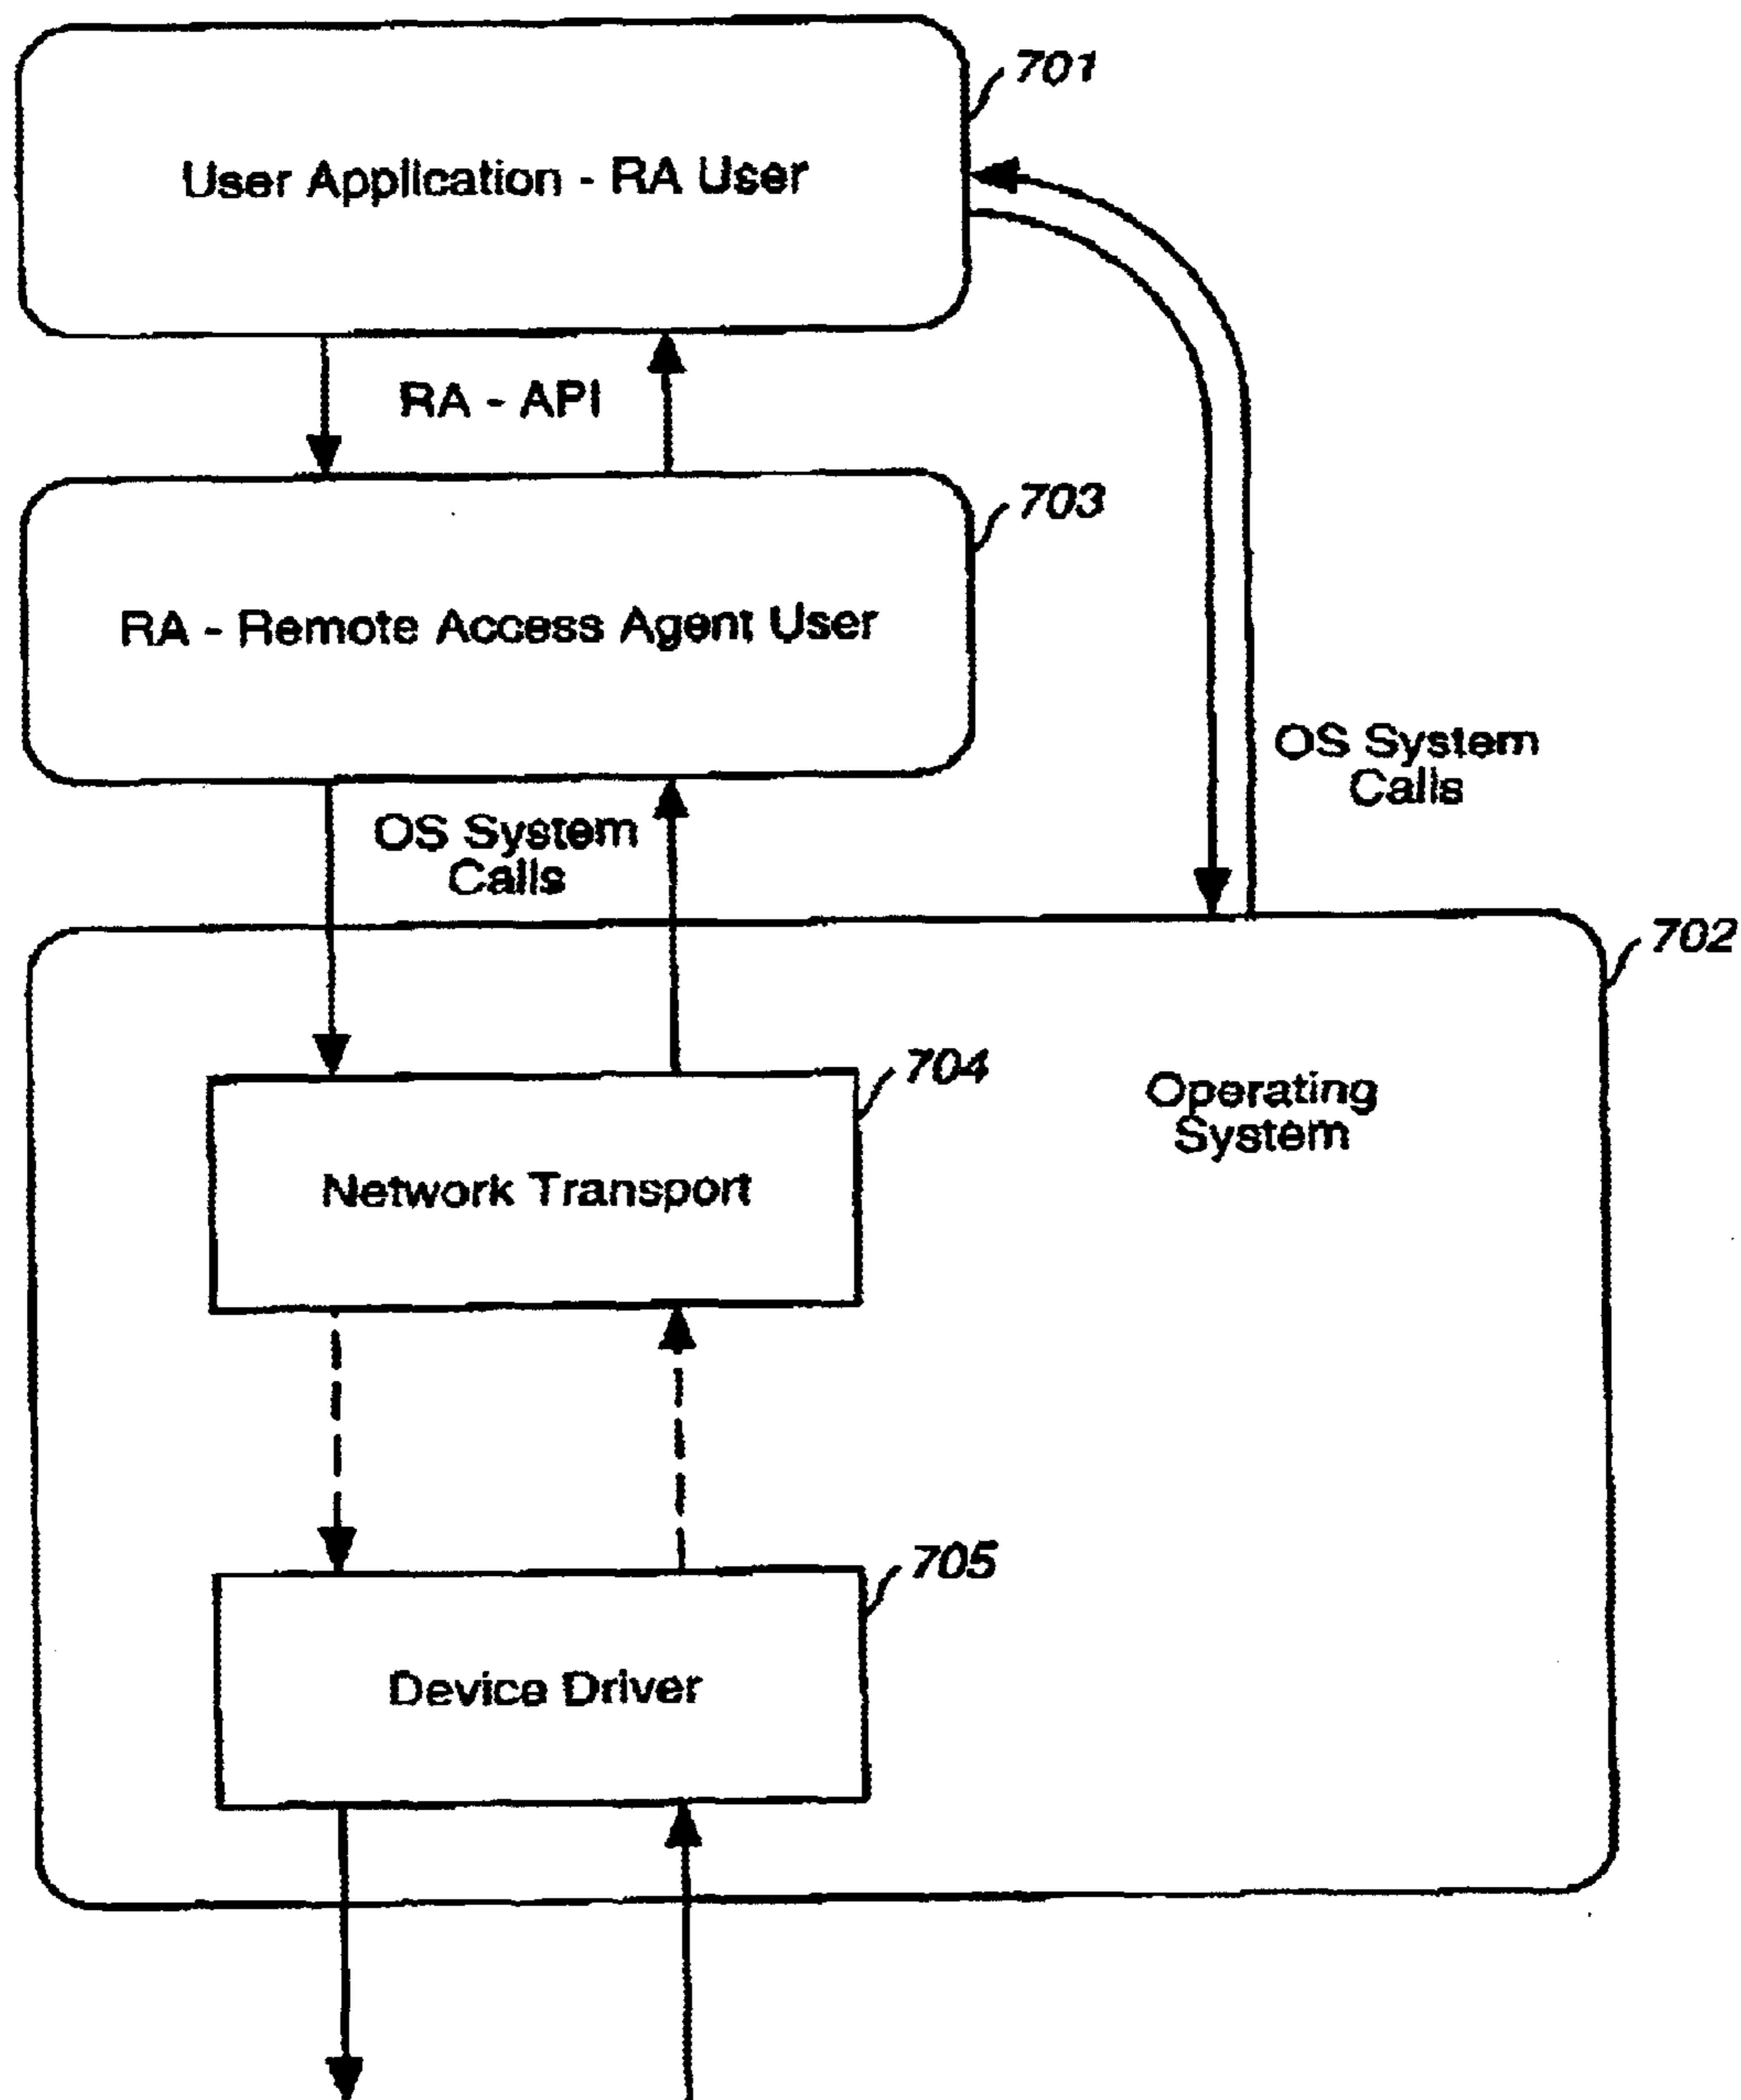 701
User Application - RA User
RA - API
703
RA - Remote Access Agent User
OS System
Calls
OS System
Calls
702
704
Operating
System
Network Transport
705
Device Driver